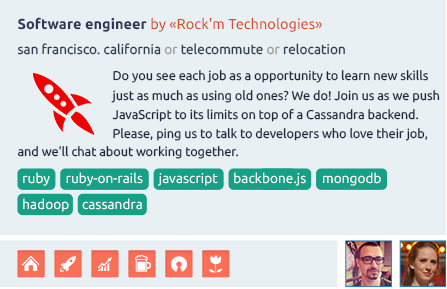 Software engineer by «Rock'm Technologies»
san francisco. california or telecommute or relocation
Do you see each job as a opportunity to learn new skills
just as much as using old ones? We do! Join us as we push
JavaScript to its limits on top of a Cassandra backend.
Please, ping us to talk to developers who love their job,
and we'll chat about working together.
ruby ruby-on-rails javascript backbone.js mongodb
hadoop cassandra